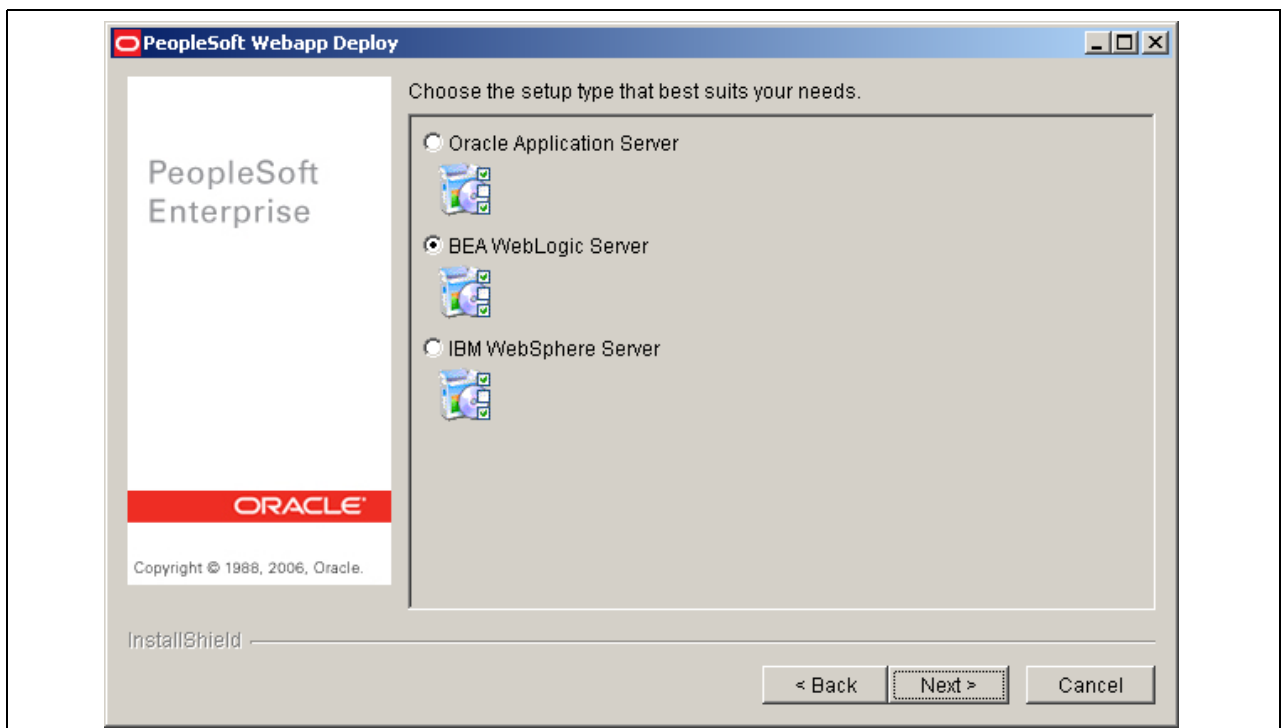 PeopleSoft Webapp Deploy
Choose the setup type that best suits your needs.
PeopleSoft
Enterprise
Oracle Application Server
BEA WebLogic Server
IBM WebSphere Server
ORACLE®
Copyright © 1988, 2006, Oracle.
InstallShield
< Back
Next >
Cancel